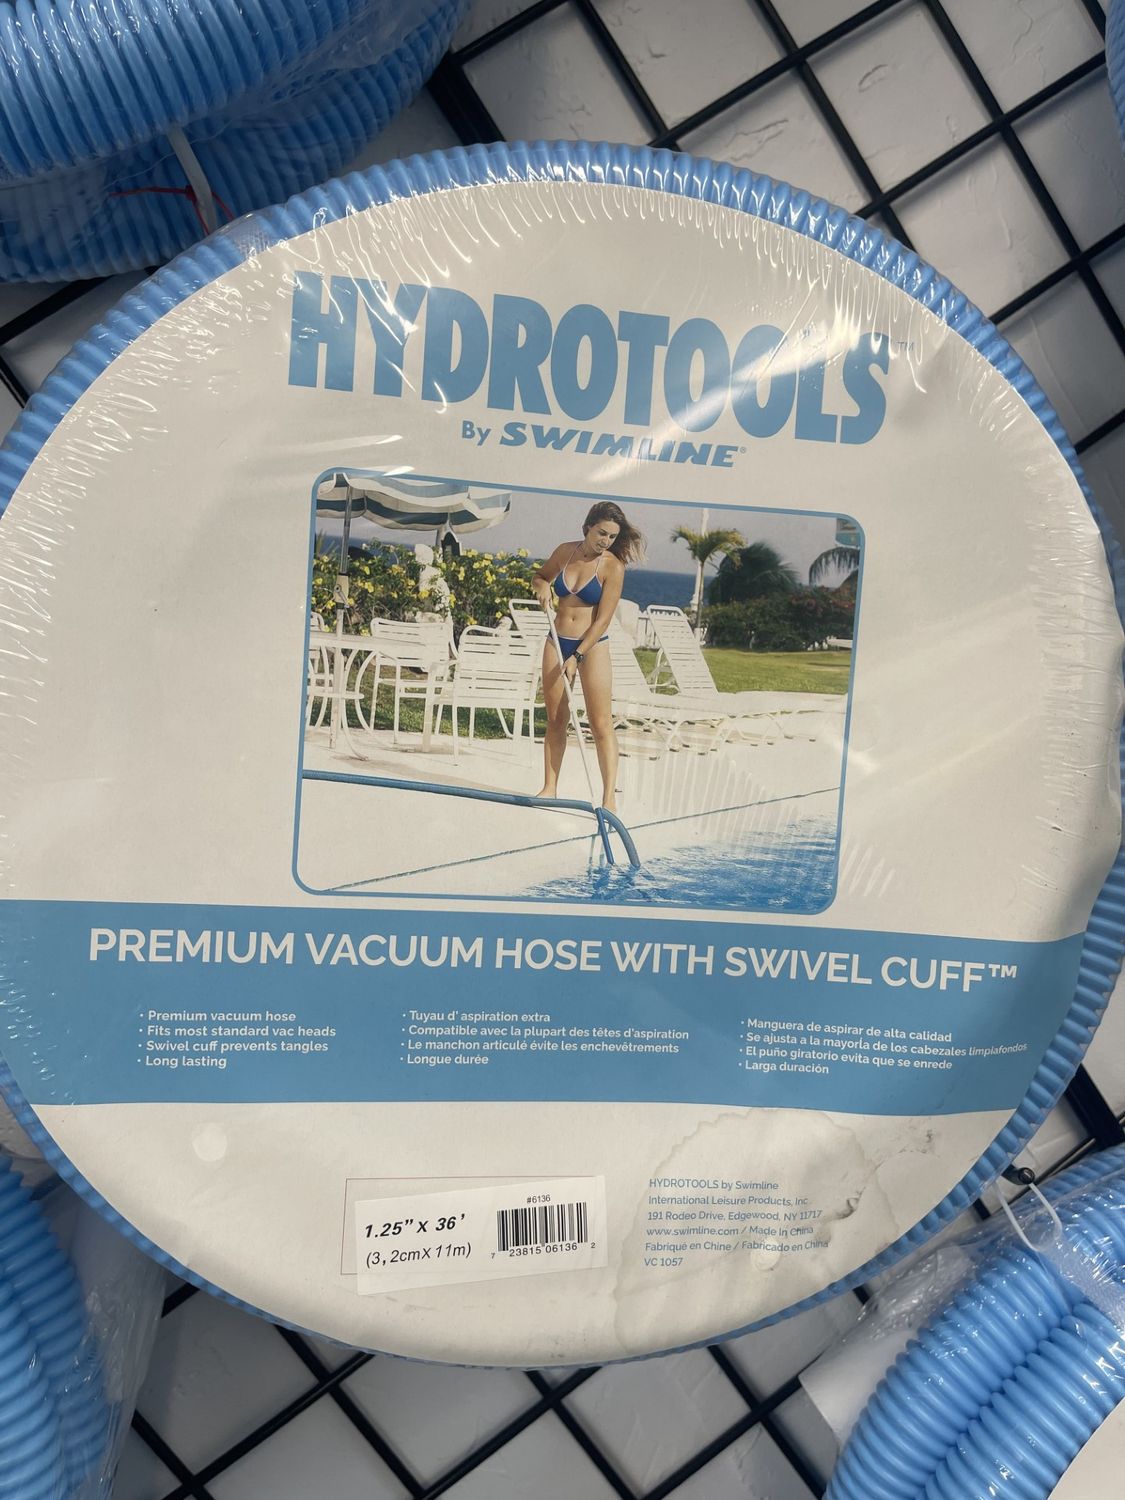 HYDROTOOLS™
By SWIMLINE®
PREMIUM VACUUM HOSE WITH SWIVEL CUFF™
• Premium vacuum hose
• Fits most standard vac heads
• Swivel cuff prevents tangles
• Long lasting
• Tuyau d' aspiration extra
• Compatible avec la plupart des têtes d'aspiration
• Le manchon articulé évite les enchevêtrements
• Longue durée
• Manguera de aspirar de alta calidad
• Se ajusta a la mayorĺa de los cabezales limpiafondos
• El puño giratorio evita que se enrede
• Larga duración
1.25” X 36’
(3,2cmX11m)
#6136
7 23815 06136 2
HYDROTOOLS by Swimline
International Leisure Products, Inc.
191 Rodeo Drive, Edgewood, NY 11717
www.swimline.com / Made In China
Fabriqué en Chine / Fabricado en China
VC 1057